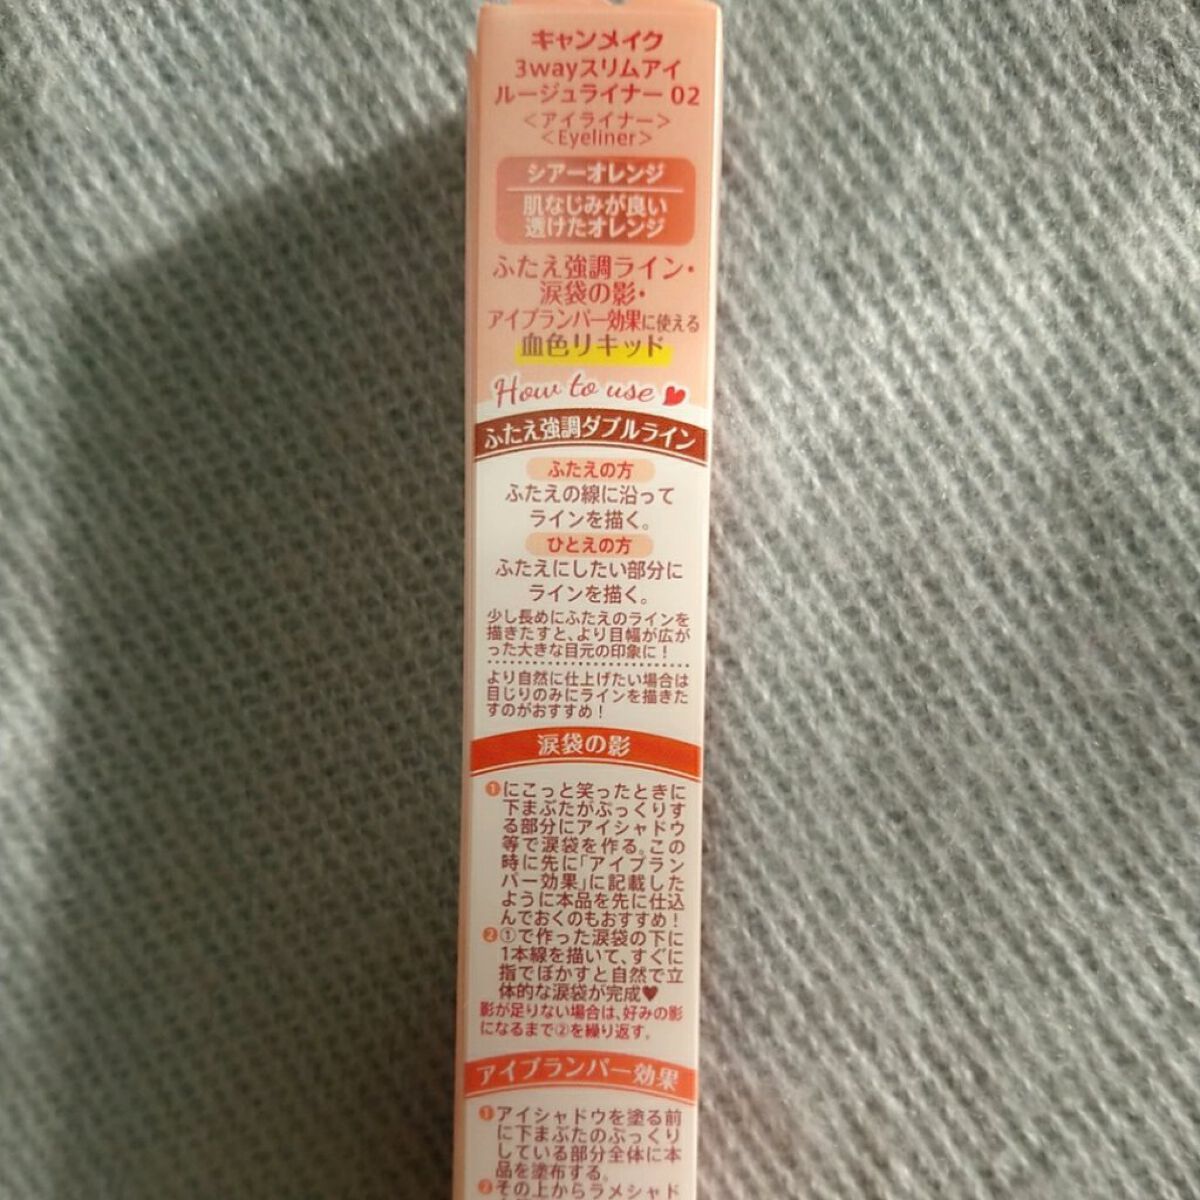 キャンメイク
3wayスリムアイ
ルージュライナー 02
＜アイライナー＞
＜Eyeliner＞
シアーオレンジ
肌なじみが良い
透けたオレンジ
ふたえ強調ライン・
涙袋の影・
アイプランパー効果に使える
血色リキッド
How to use
ふたえ強調ダブルライン
ふたえの方
ふたえの線に沿って
ラインを描く。
ひとえの方
ふたえにしたい部分に
ラインを描く。
少し長めにふたえのラインを
描きたすと、より目幅が広が
った大きな目元の印象に！
より自然に仕上げたい場合は
目じりのみにラインを描きた
すのがおすすめ！
涙袋の影
❶にこっと笑ったときに
下まぶたがぷっくりす
る部分にアイシャドウ
等で涙袋を作る。この
時に先に「アイプラン
パー効果」に記載した
ように本品を先に仕込
んでおくのもおすすめ！
❷①で作った涙袋の下に
1本線を描いて、すぐに
指でぼかすと自然で立
体的な涙袋が完成♥
影が足りない場合は、好みの影
になるまで②を繰り返す。
アイプランパー効果
❶アイシャドウを塗る前
に下まぶたのぷっくり
している部分全体に本
品を塗布する。
❷その上からラメシャド